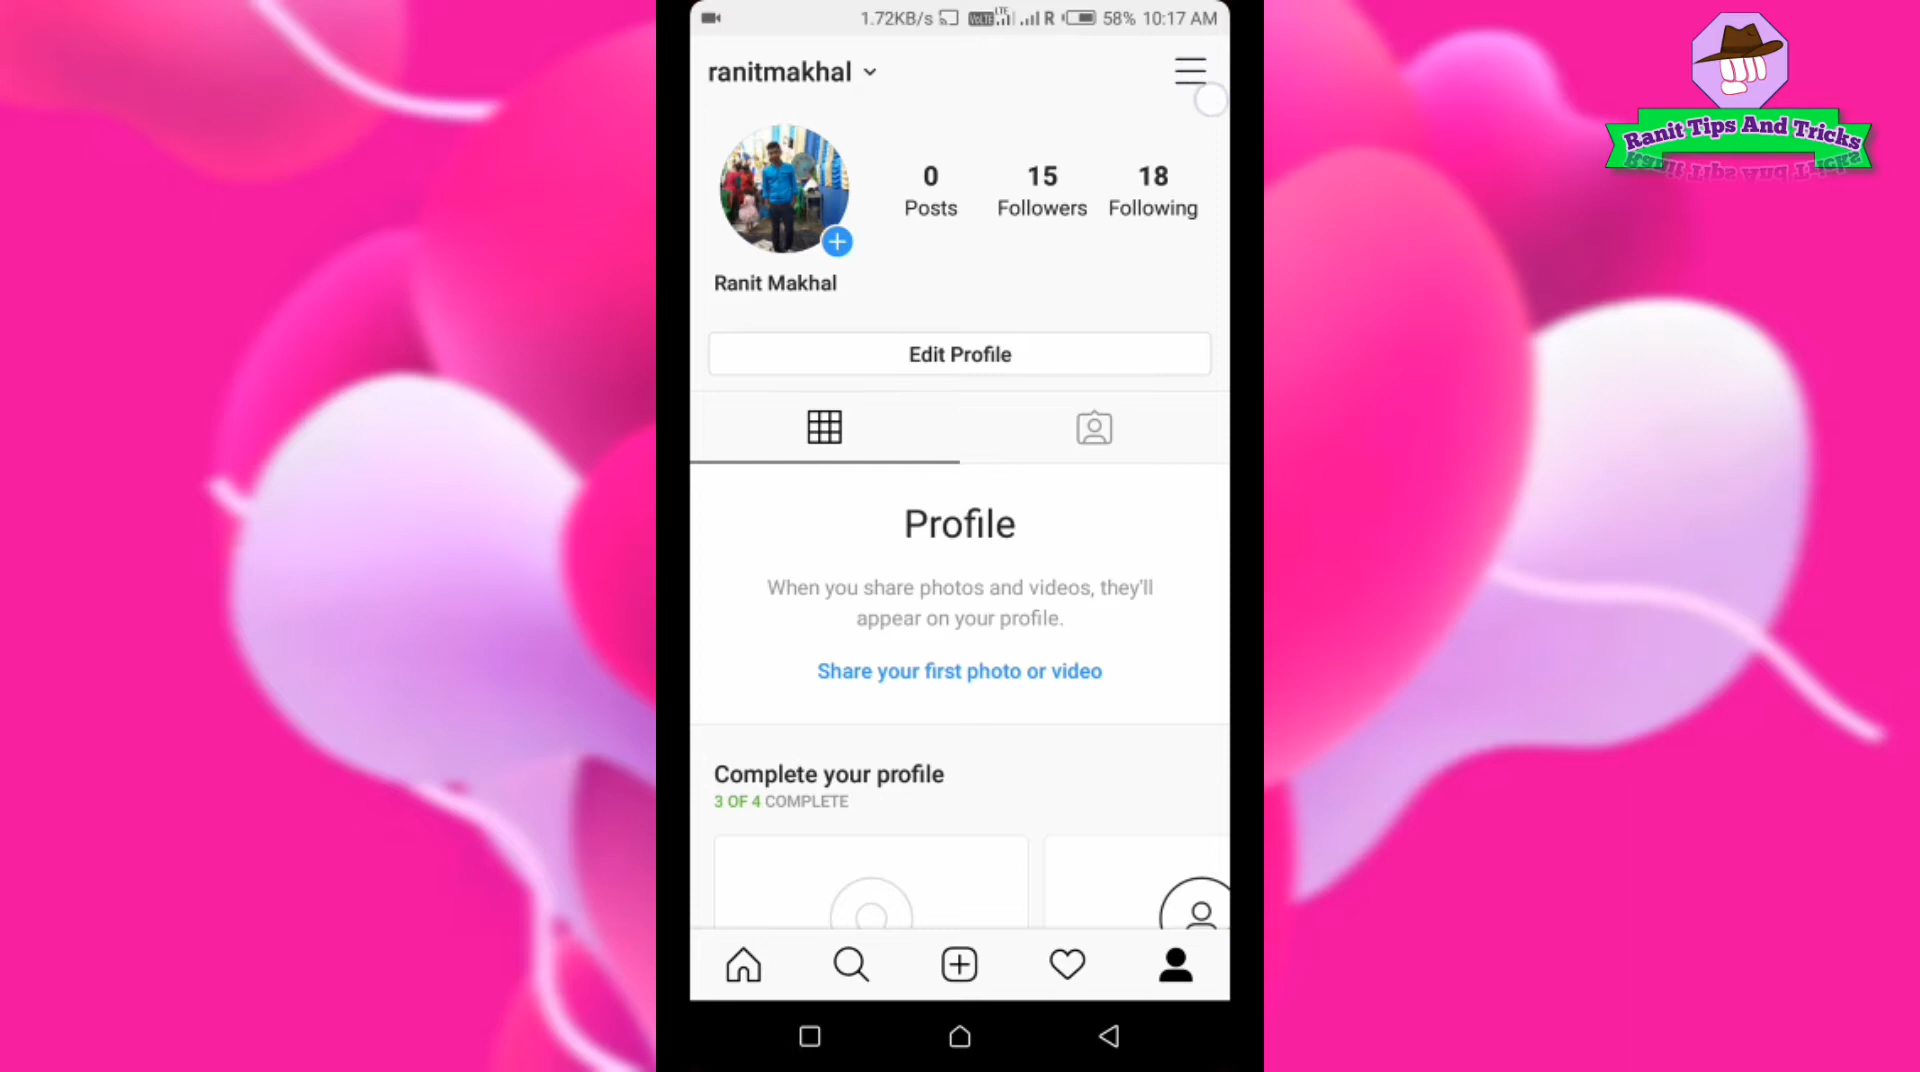 1.72KB/s VoLTE LTE R 58% 10:17 AM
ranitmakhal
0 15 18
Posts Followers Following
Ranit Makhal
Edit Profile
Profile
When you share photos and videos, they'll
appear on your profile.
Share your first photo or video
Complete your profile
3 OF 4 COMPLETE
Ranit Tips And Tricks